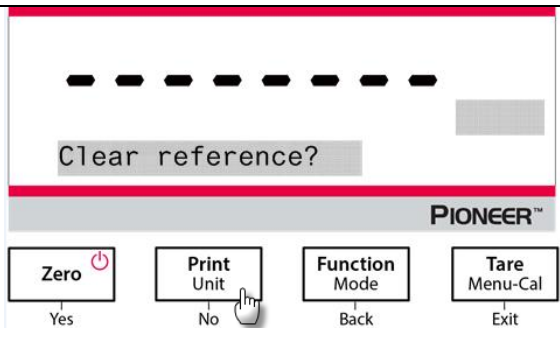 Clear reference?
PIONEER™
Zero Print Function Tare
Unit Mode Menu-Cal
Yes No Back Exit